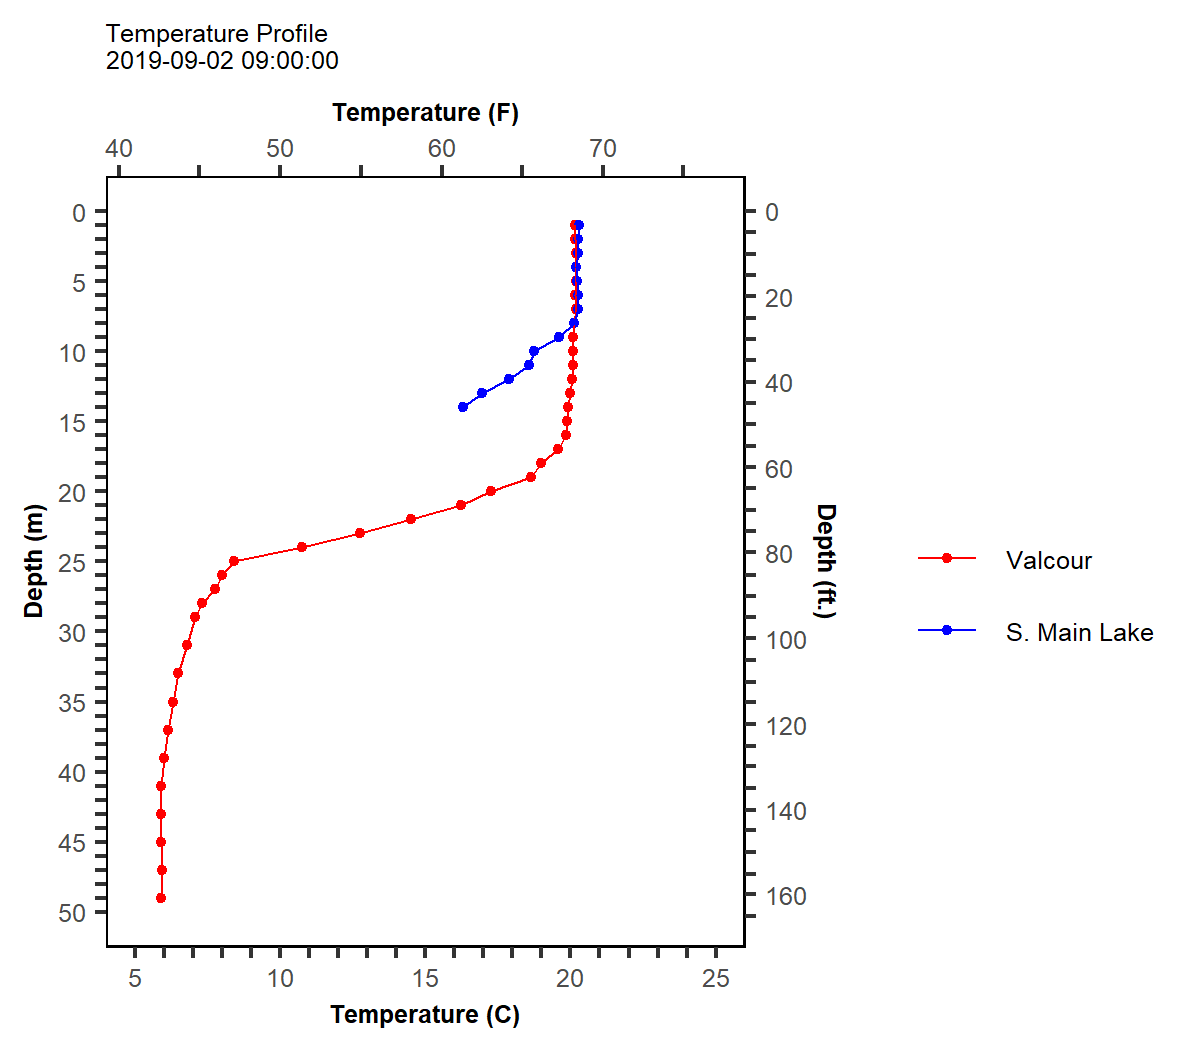 Temperature Profile
2019-09-02 09:00:00
Temperature (F)
40 50 60 70
0
5
10
15
20
25
30
35
40
45
50
Depth (m)
0
20
40
60
80
100
120
140
160
Depth (ft.)
Valcour
S. Main Lake
5 10 15 20 25
Temperature (C)